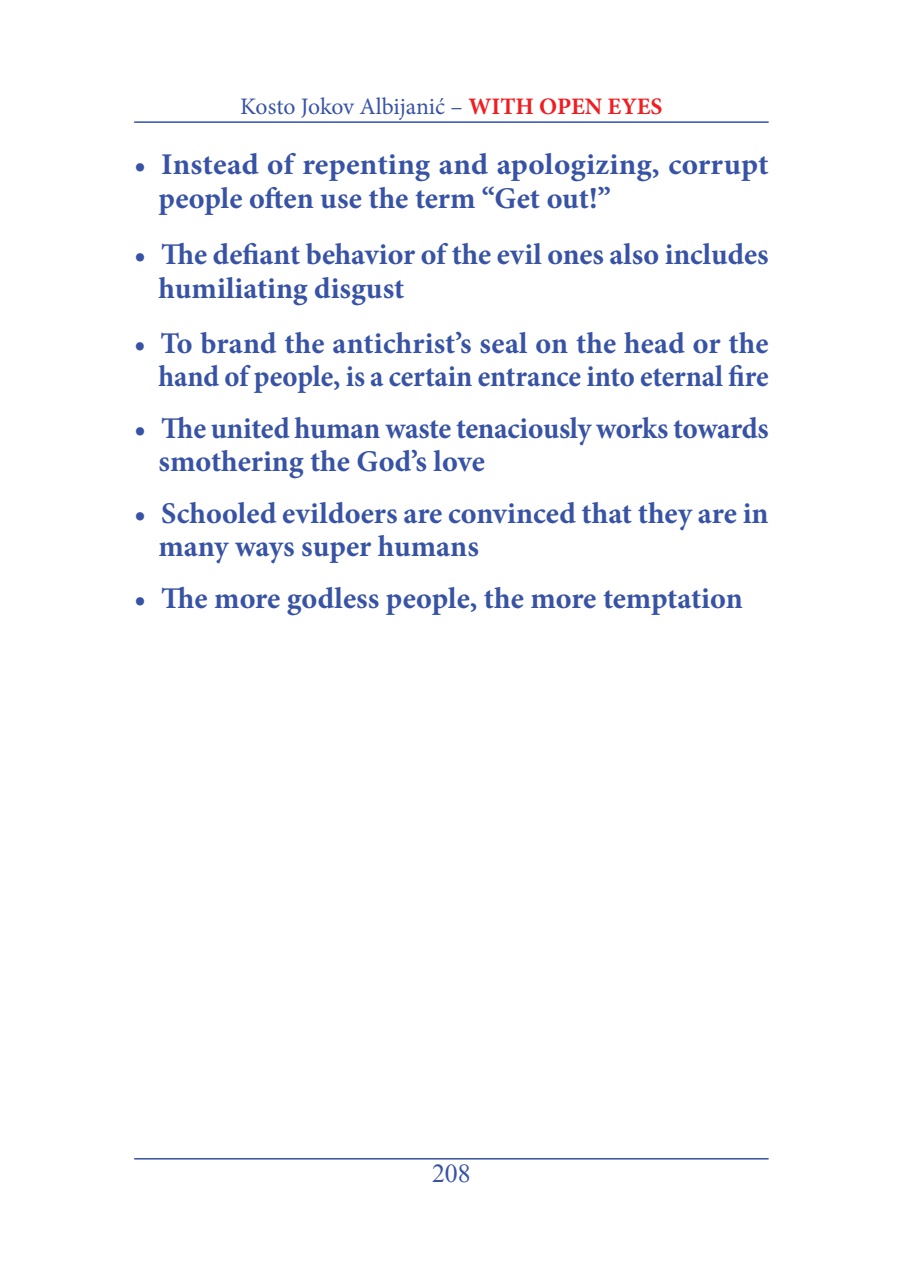 Kosto Jokov Albijanić – WITH OPEN EYES
• Instead of repenting and apologizing, corrupt
people often use the term “Get out!”
• The defiant behavior of the evil ones also includes
humiliating disgust
• To brand the antichrist’s seal on the head or the
hand of people, is a certain entrance into eternal fire
• The united human waste tenaciously works towards
smothering the God’s love
• Schooled evildoers are convinced that they are in
many ways super humans
• The more godless people, the more temptation
208